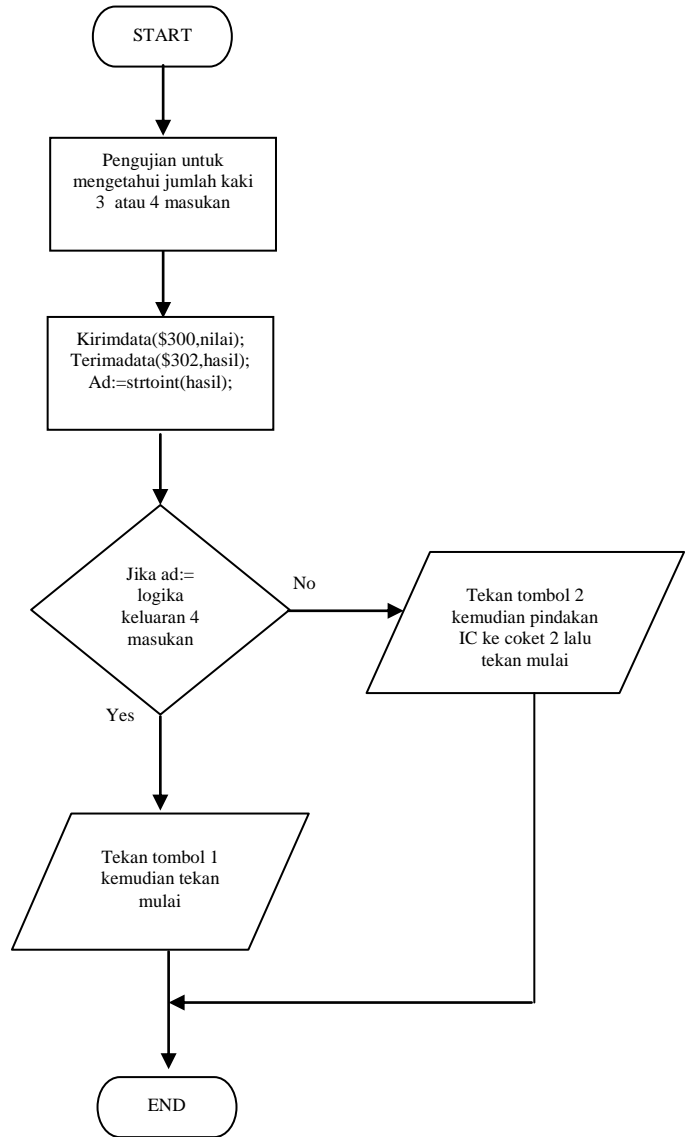 START
Pengujian untuk
mengetahui jumlah kaki
3 atau 4 masukan
Kirimdata($300,nilai);
Terimadata($302,hasil);
Ad:=strtoint(hasil);
Jika ad:=
logika
keluaran 4
masukan
No
Tekan tombol 2
kemudian pindakan
IC ke coket 2 lalu
tekan mulai
Yes
Tekan tombol 1
kemudian tekan
mulai
END